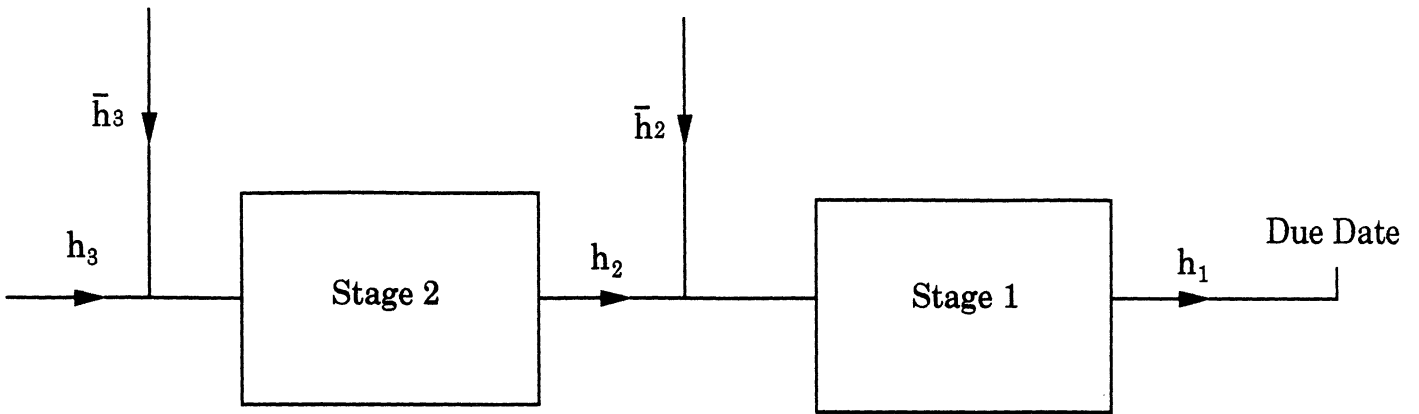 h̄3
h̄2
h₃
Stage 2
h₂
Stage 1
h₁
Due Date